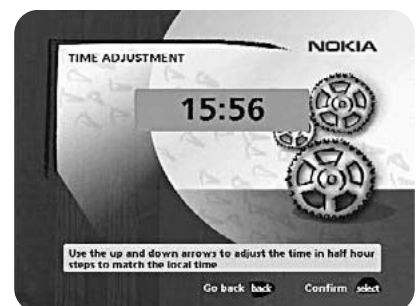 NOKIA
TIME ADJUSTMENT
15:56
Use the up and down arrows to adjust the time in half hour
steps to match the local time
Go back back Confirm select